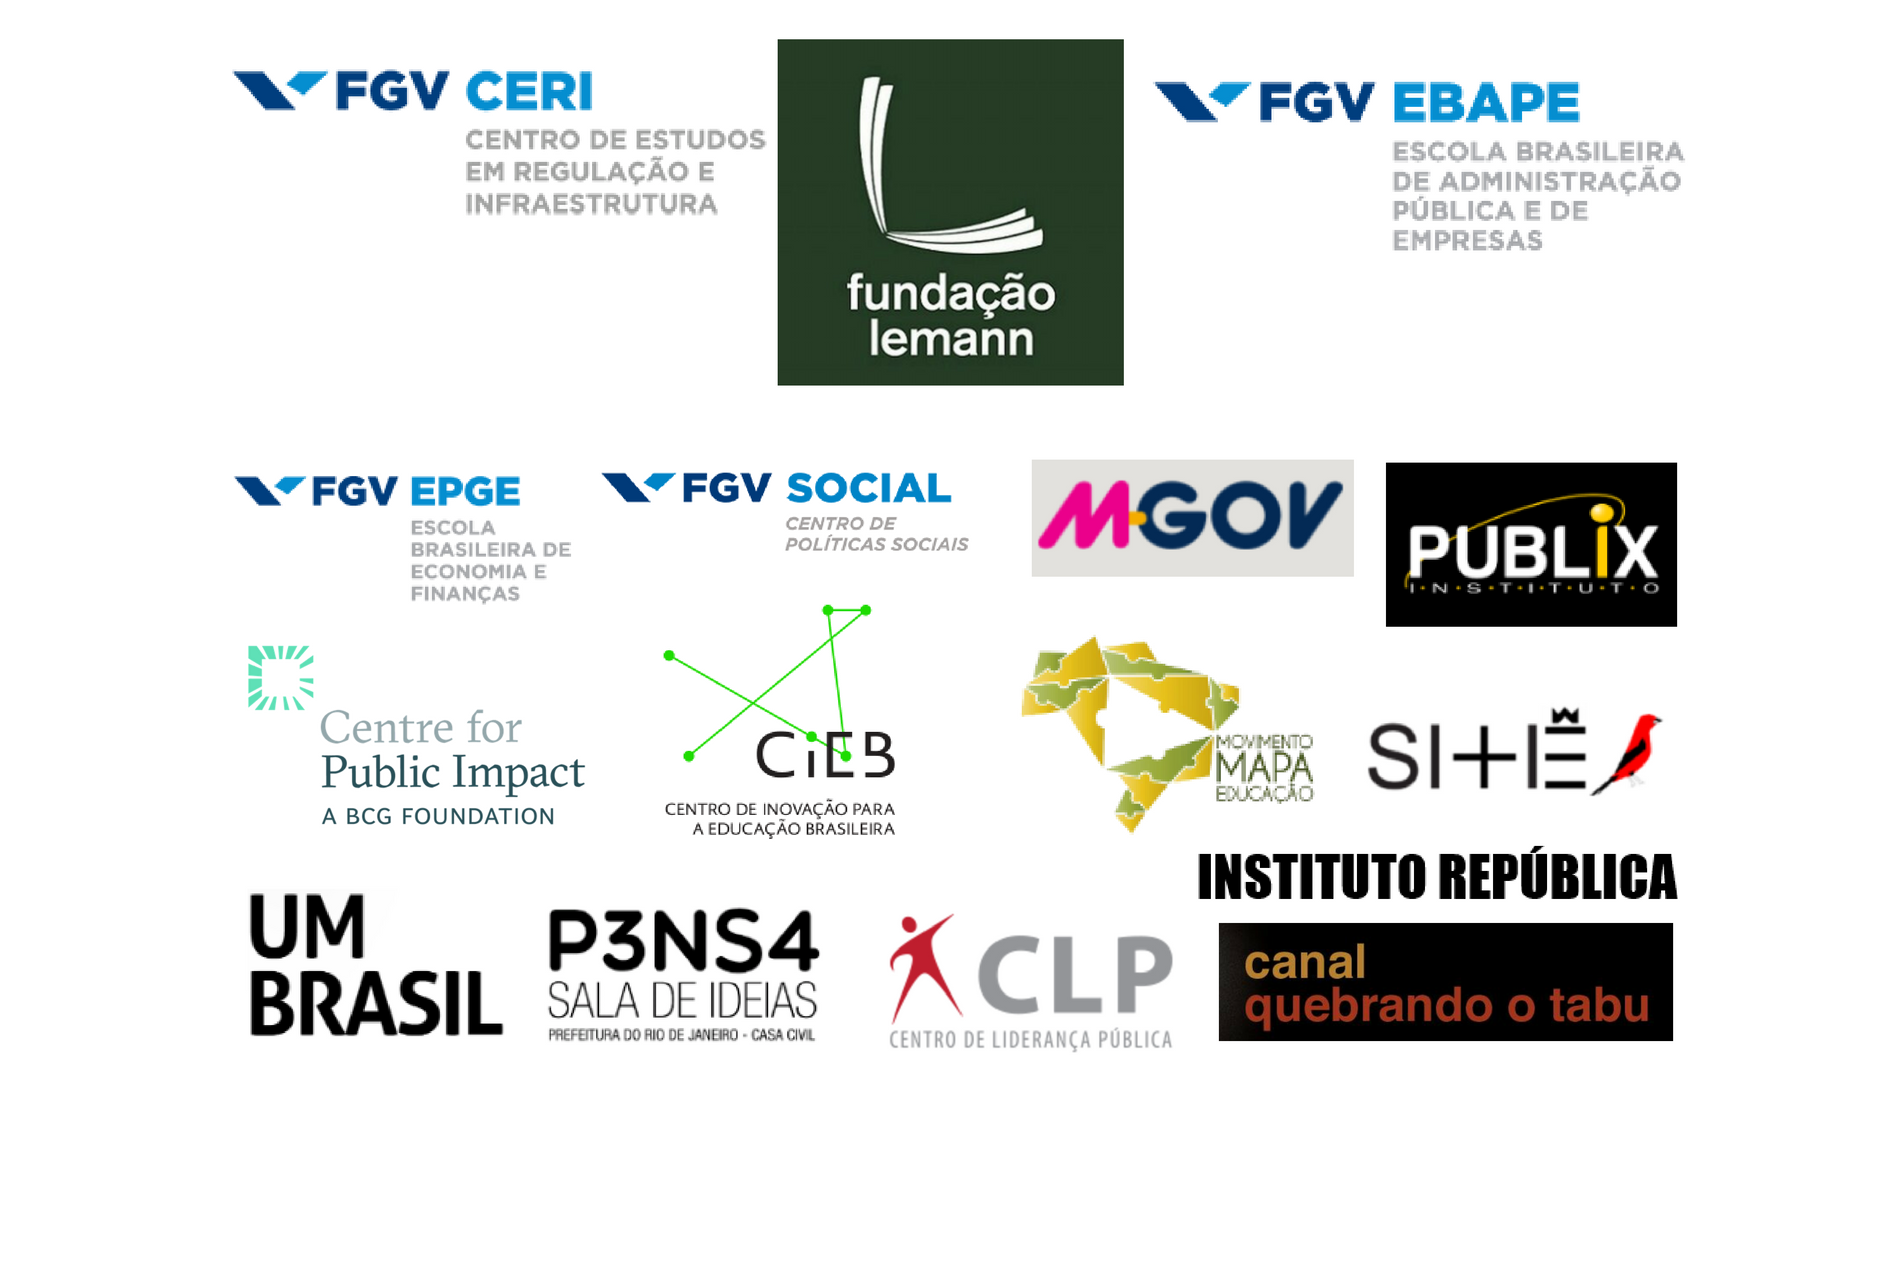 FGV CERI
CENTRO DE ESTUDOS
EM REGULAÇÃO E
INFRAESTRUTURA
fundação
lemann
FGV EBAPE
ESCOLA BRASILEIRA
DE ADMINISTRAÇÃO
PÚBLICA E DE
EMPRESAS
FGV EPGE
ESCOLA
BRASILEIRA DE
ECONOMIA E
FINANÇAS
FGV SOCIAL
CENTRO DE
POLÍTICAS SOCIAIS
M-GOV
PUBLIX
I·N·S·T·I·T·U·T·O
Centre for
Public Impact
A BCG FOUNDATION
CiEB
CENTRO DE INOVAÇÃO PARA
A EDUCAÇÃO BRASILEIRA
MOVIMENTO
MAPA
EDUCAÇÃO
INSTITUTO REPÚBLICA
UM
BRASIL
P3NS4
SALA DE IDEIAS
PREFEITURA DO RIO DE JANEIRO - CASA CIVIL
CLP
CENTRO DE LIDERANÇA PÚBLICA
canal
quebrando o tabu